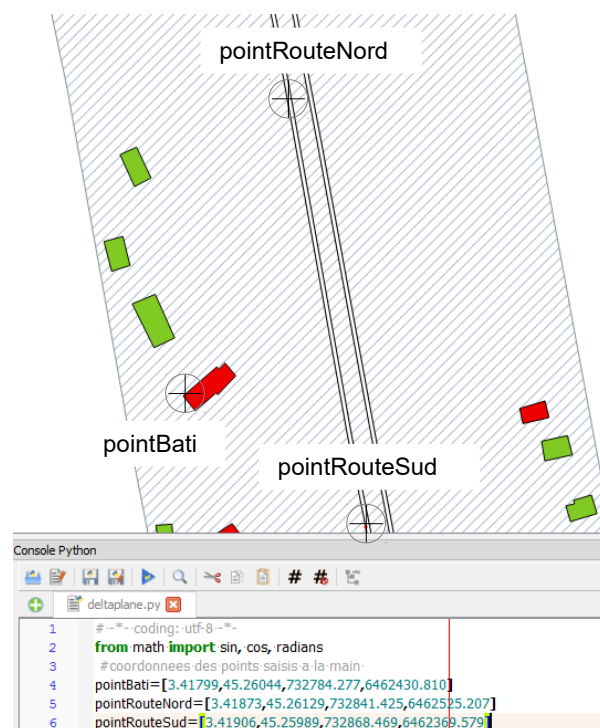 pointRouteNord
pointBati
pointRouteSud
Console Python
deltaplane.py
1 # -*- coding: utf-8 -*-
2 from math import sin, cos, radians
3 #coordonnees des points saisis a la main
4 pointBati=[3.41799,45.26044,732784.277,6462430.810]
5 pointRouteNord=[3.41873,45.26129,732841.425,6462525.207]
6 pointRouteSud=[3.41906,45.25989,732868.469,6462369.579]